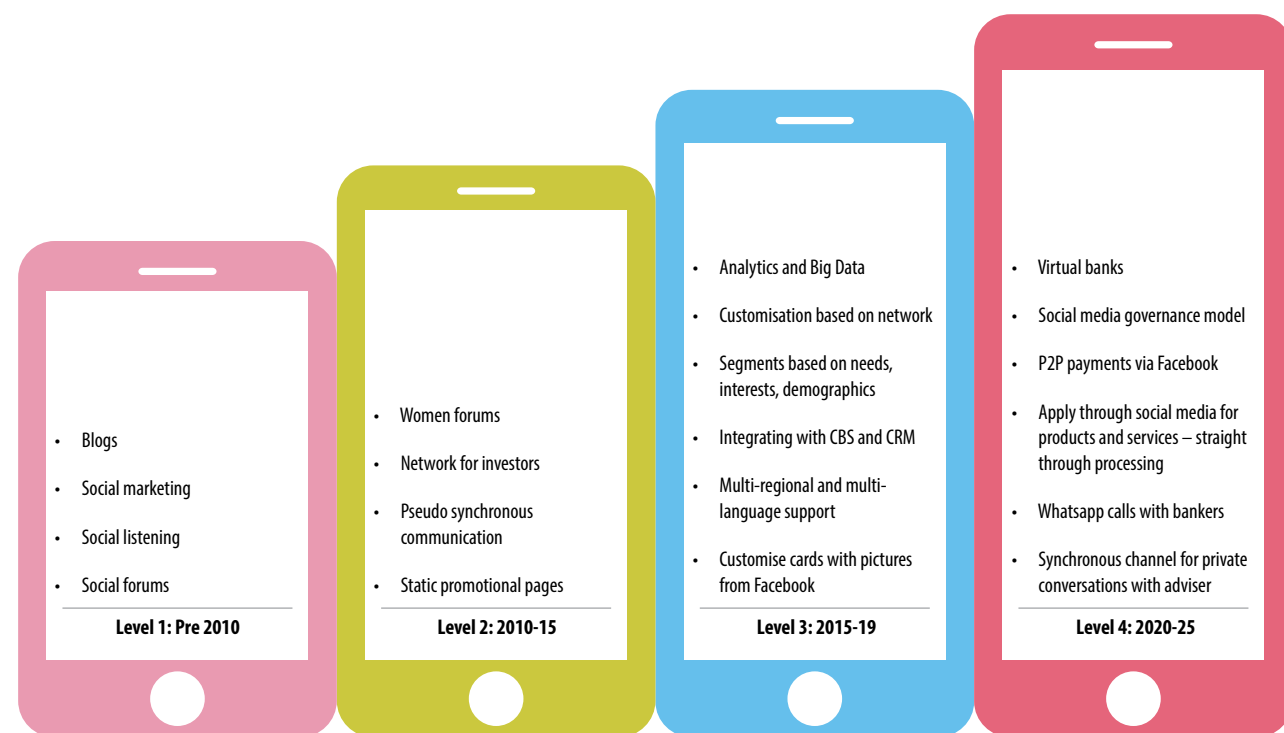 • Blogs
• Social marketing
• Social listening
• Social forums
Level 1: Pre 2010
• Women forums
• Network for investors
• Pseudo synchronous
communication
• Static promotional pages
Level 2: 2010-15
• Analytics and Big Data
• Customisation based on network
• Segments based on needs,
interests, demographics
• Integrating with CBS and CRM
• Multi-regional and multi-
language support
• Customise cards with pictures
from Facebook
Level 3: 2015-19
• Virtual banks
• Social media governance model
• P2P payments via Facebook
• Apply through social media for
products and services – straight
through processing
• Whatsapp calls with bankers
• Synchronous channel for private
conversations with adviser
Level 4: 2020-25